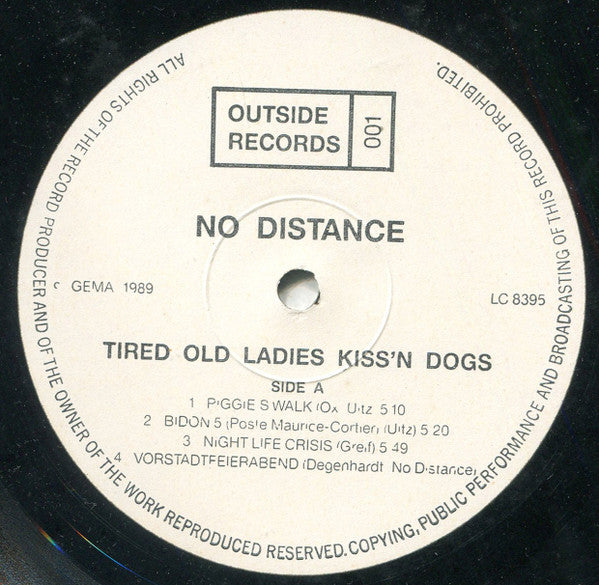 OUTSIDE
RECORDS
001
NO DISTANCE
c GEMA 1989
LC 8395
TIRED OLD LADIES KISS'N DOGS
SIDE A
1 PIGGIES WALK (Ox, Uitz) 5 10
2 BIDON 5 (Poste Maurice-Cortier) (Uitz) 5 20
3 NIGHT LIFE CRISIS (Greif) 5 49
4 VORSTADTFEIERABEND (Degenhardt No Distance)
ALL RIGHTS OF THE RECORD PRODUCER AND OF THE OWNER OF THE WORK REPRODUCED RESERVED. COPYING, PUBLIC PERFORMANCE AND BROADCASTING OF THIS RECORD PROHIBITED.